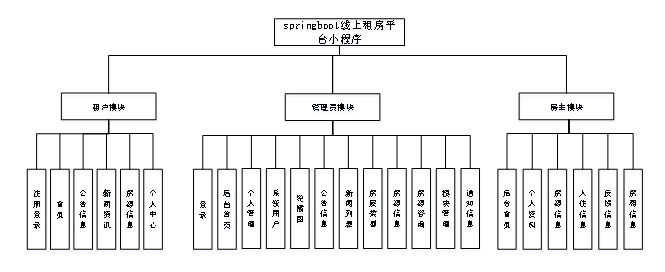 springboot线上租房平
台小程序
租户模块
管理员模块
房主模块
注册登录
首页
公告信息
新闻资讯
房源信息
个人中心
登录
后台首页
个人管理
系统用户
轮播图
公告信息
新闻列表
房屋类型
房源信息
房源咨询
模块管理
通知信息
后台首页
个人资料
房源信息
入住信息
反馈信息